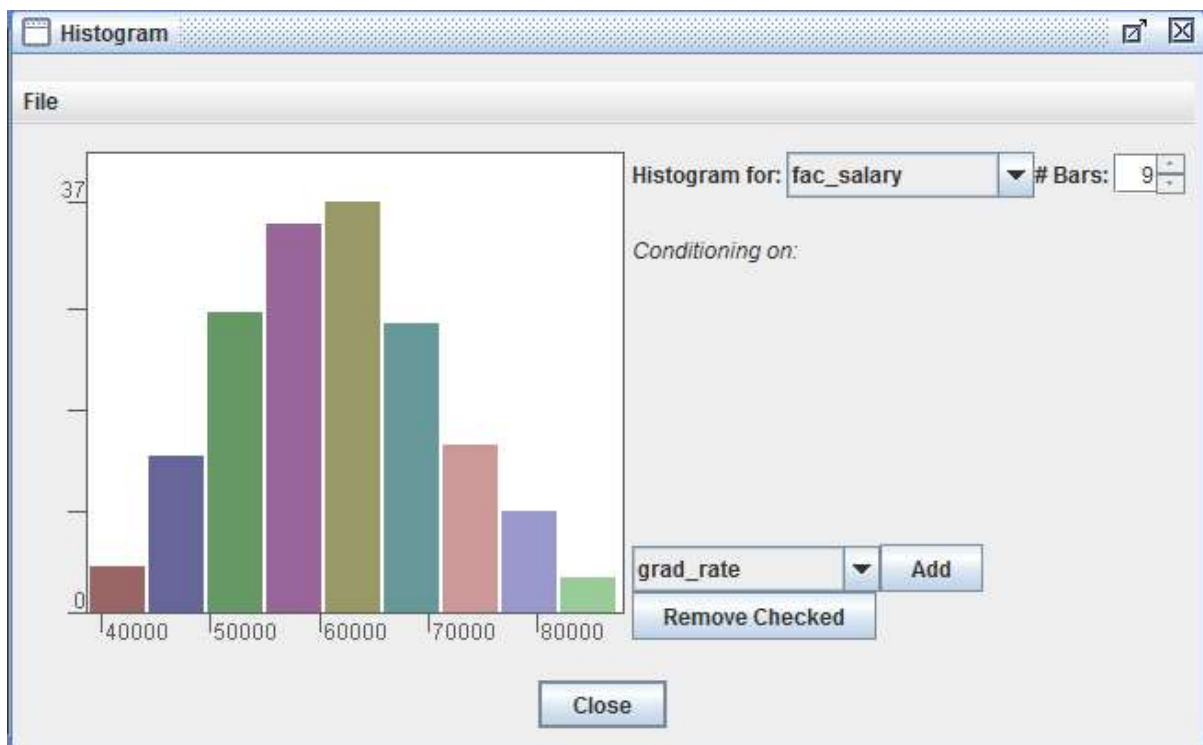 Histogram
File
37
0
40000 50000 60000 70000 80000
Histogram for: fac_salary # Bars: 9
Conditioning on:
grad_rate Add
Remove Checked
Close